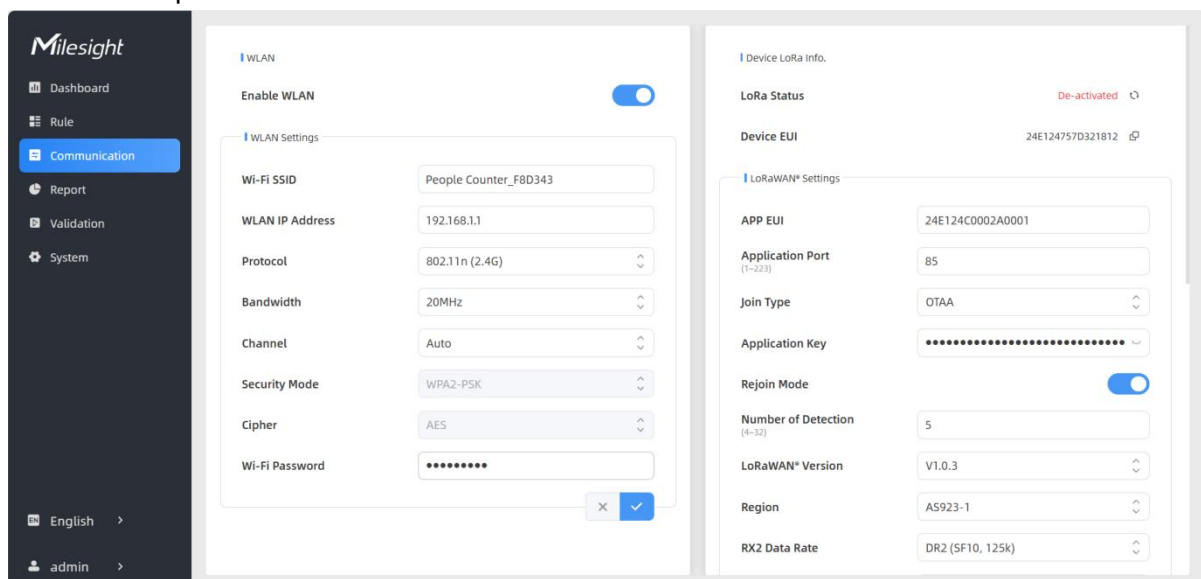 Milesight
Dashboard
Rule
Communication
Report
Validation
System
EN English >
admin >
WLAN
Enable WLAN
WLAN Settings
Wi-Fi SSID People Counter_F8D343
WLAN IP Address 192.168.1.1
Protocol 802.11n (2.4G)
Bandwidth 20MHz
Channel Auto
Security Mode WPA2-PSK
Cipher AES
Wi-Fi Password •••••••••
Device LoRa Info.
LoRa Status De-activated
Device EUI 24E124757D321812
LoRaWAN® Settings
APP EUI 24E124C0002A0001
Application Port 85
(1~223)
Join Type OTAA
Application Key •••••••••••••••••••••••••••••
Rejoin Mode
Number of Detection 5
(4~32)
LoRaWAN® Version V1.0.3
Region AS923-1
RX2 Data Rate DR2 (SF10, 125k)